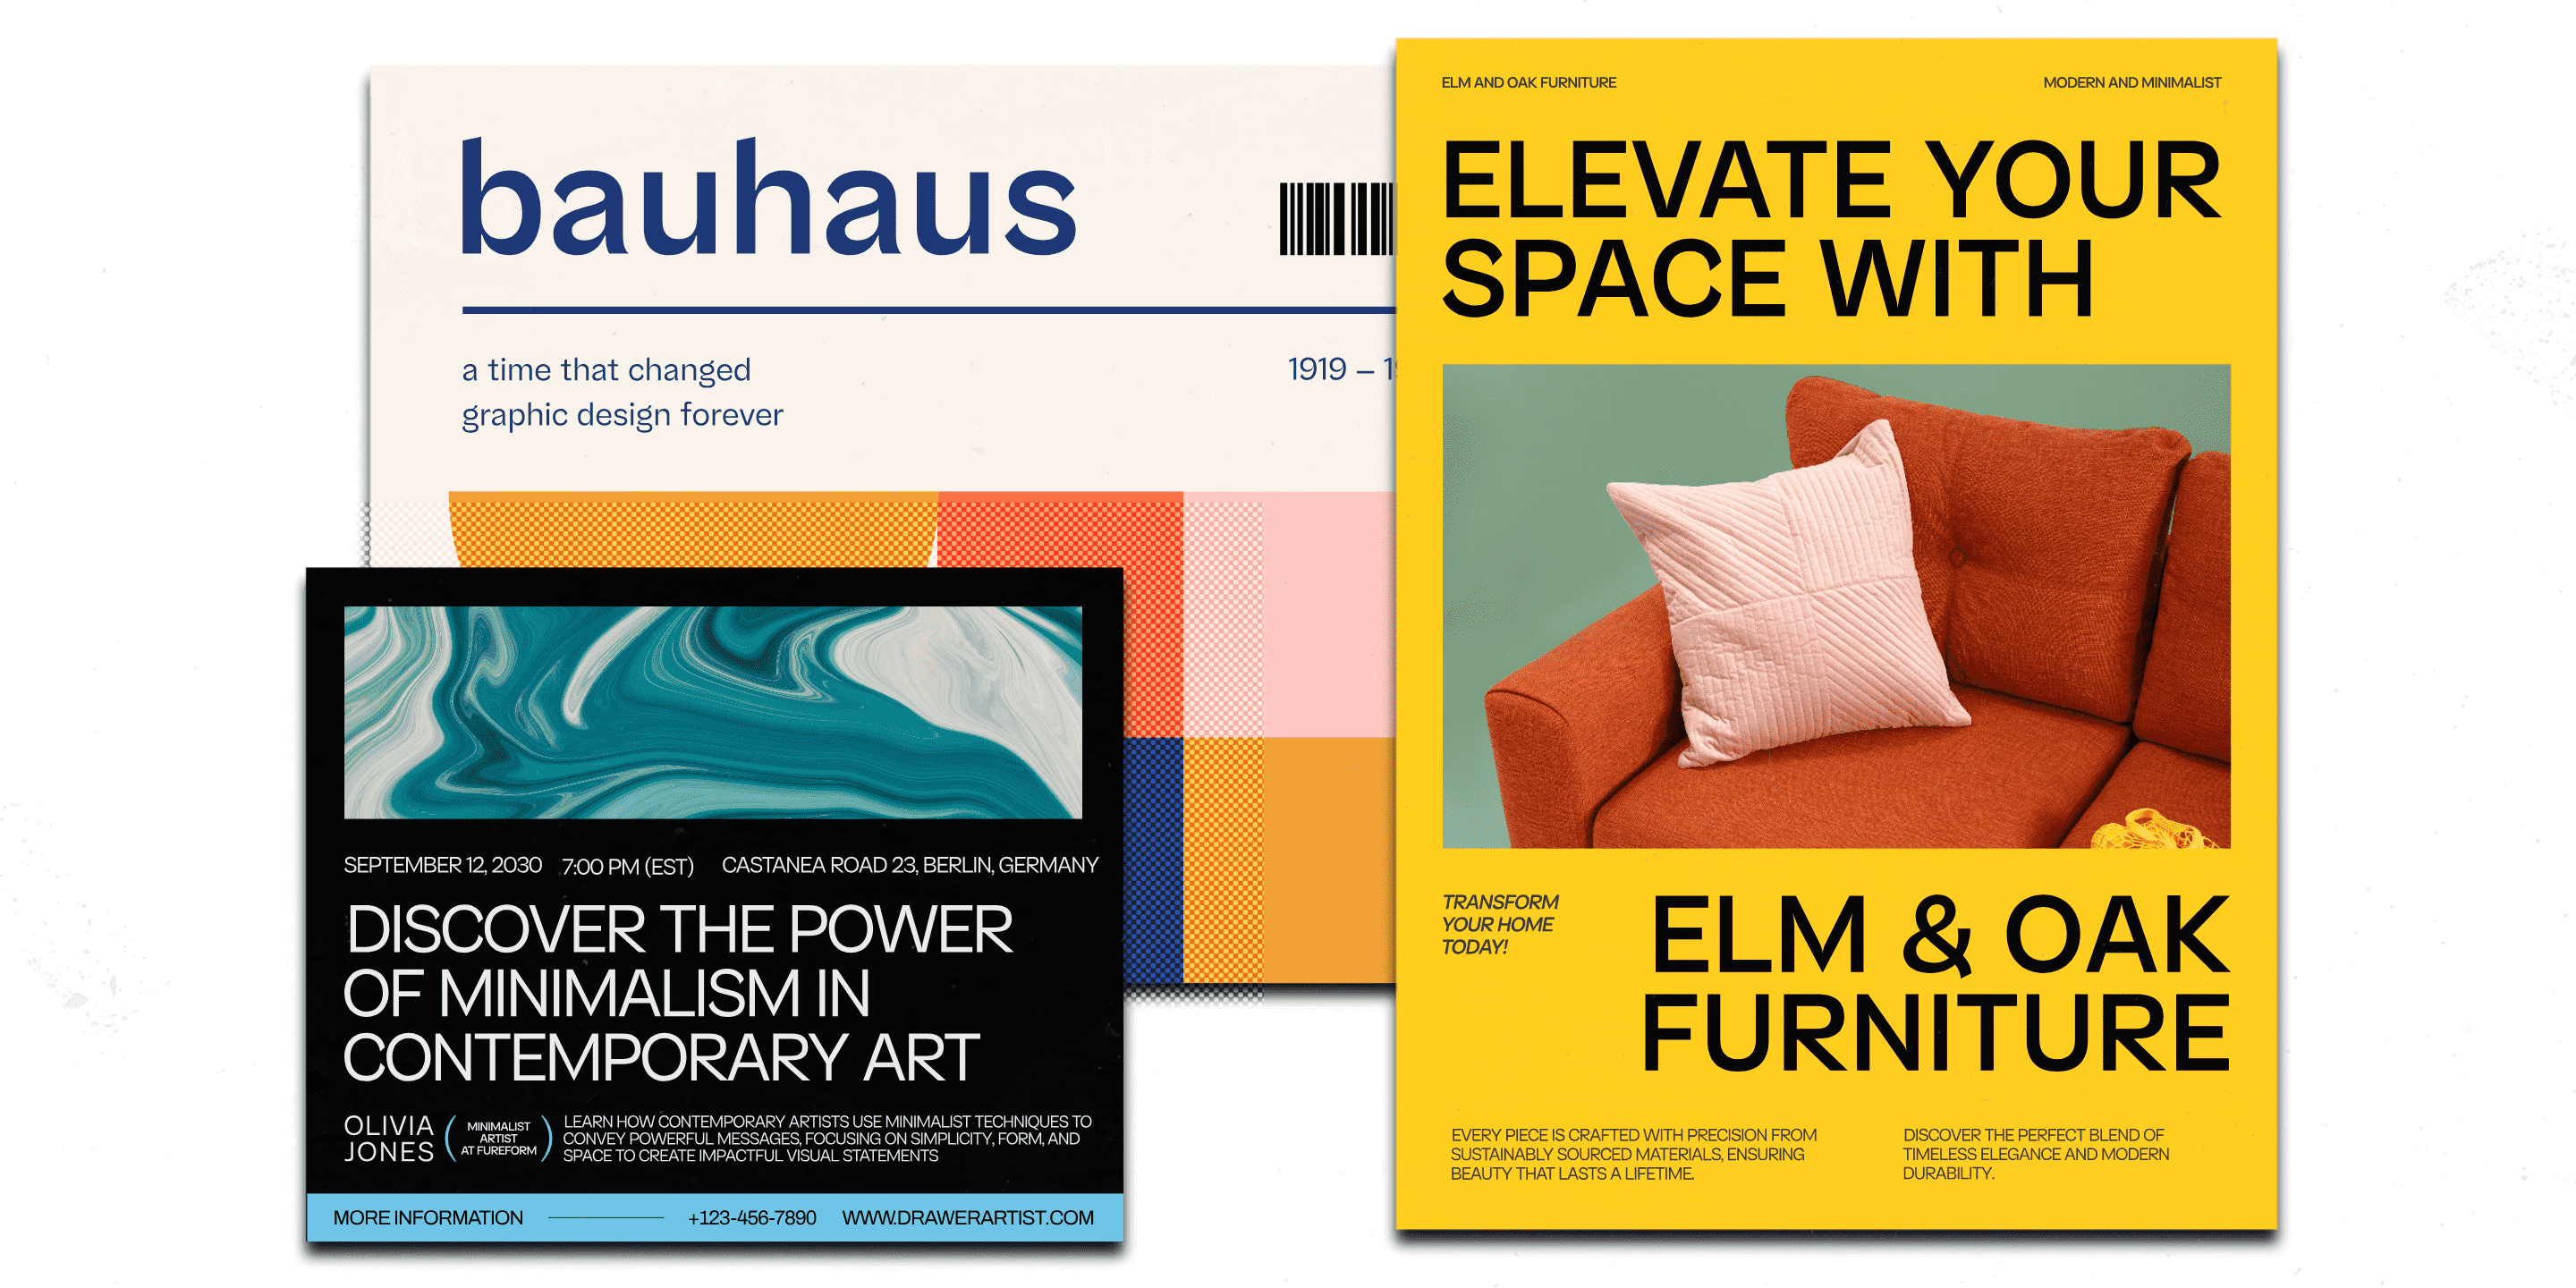 bauhaus
a time that changed
graphic design forever
1919 –
ELM AND OAK FURNITURE
MODERN AND MINIMALIST
ELEVATE YOUR
SPACE WITH
TRANSFORM
YOUR HOME
TODAY!
ELM & OAK
FURNITURE
EVERY PIECE IS CRAFTED WITH PRECISION FROM
SUSTAINABLY SOURCED MATERIALS, ENSURING
BEAUTY THAT LASTS A LIFETIME.
DISCOVER THE PERFECT BLEND OF
TIMELESS ELEGANCE AND MODERN
DURABILITY.
SEPTEMBER 12, 2030 7:00 PM (EST) CASTANEA ROAD 23, BERLIN, GERMANY
DISCOVER THE POWER
OF MINIMALISM IN
CONTEMPORARY ART
OLIVIA
JONES
MINIMALIST
ARTIST
AT FUREFORM
LEARN HOW CONTEMPORARY ARTISTS USE MINIMALIST TECHNIQUES TO
CONVEY POWERFUL MESSAGES, FOCUSING ON SIMPLICITY, FORM, AND
SPACE TO CREATE IMPACTFUL VISUAL STATEMENTS
MORE INFORMATION +123-456-7890 WWW.DRAWERARTIST.COM